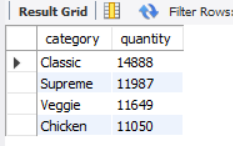 Result Grid Filter Rows:
category quantity
Classic 14888
Supreme 11987
Veggie 11649
Chicken 11050